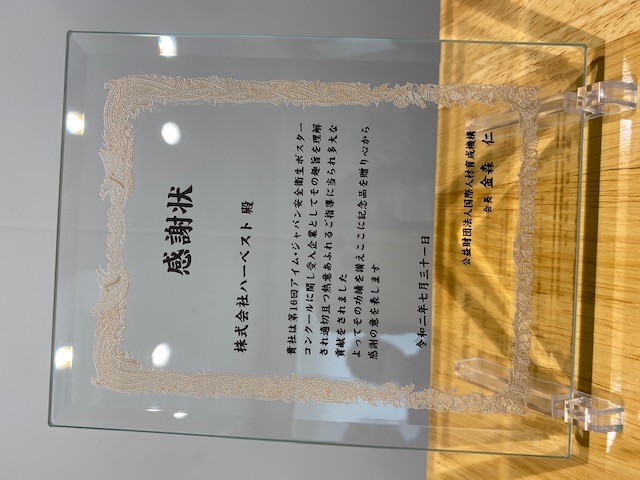 感謝状
株式会社ハーベスト 殿
貴社は第16回アイム・ジャパン安全衛生ポスター
コンクールに関し受入企業としてその趣旨を理解
され適切且つ熱意あふれるご指導に当られ多大な
貢献をされました
よってその功績を讃えここに記念品を贈り心から
感謝の意を表します
令和二年七月三十一日
公益財団法人国際人材育成機構
会長 金森 仁